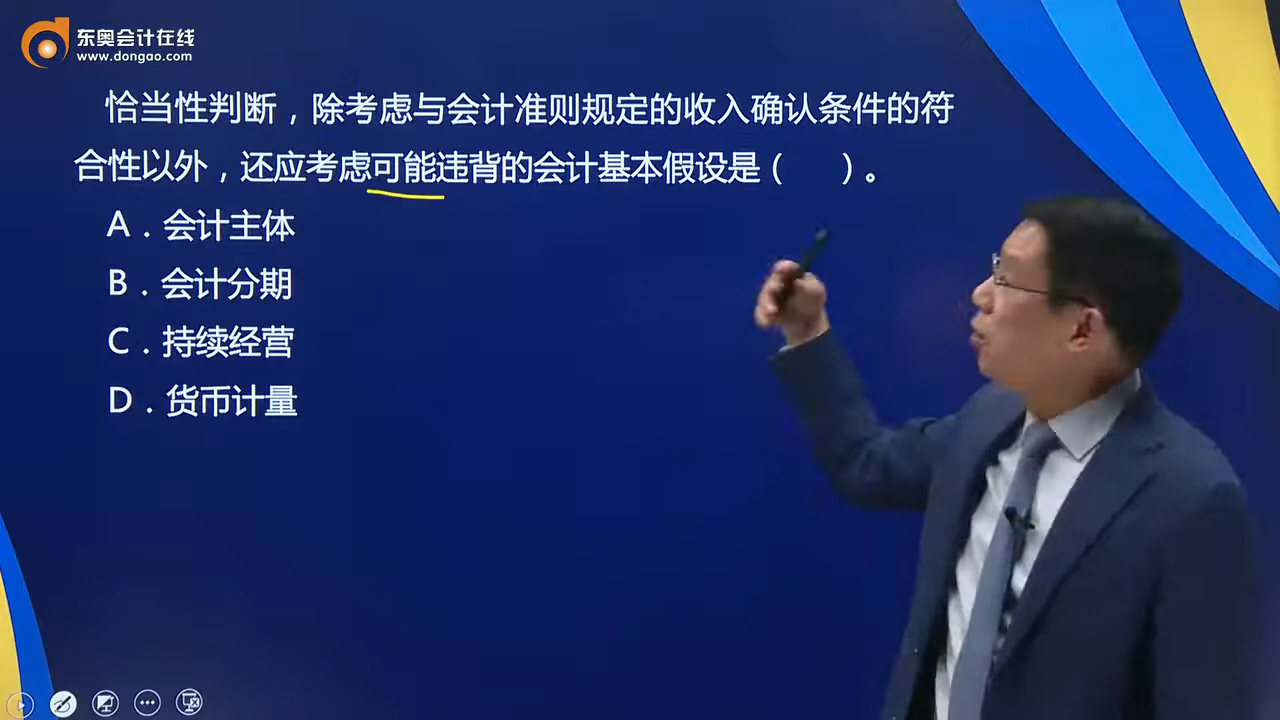 东奥会计在线
www.dongao.com
恰当性判断，除考虑与会计准则规定的收入确认条件的符
合性以外，还应考虑可能违背的会计基本假设是（　　）。
A．会计主体
B．会计分期
C．持续经营
D．货币计量